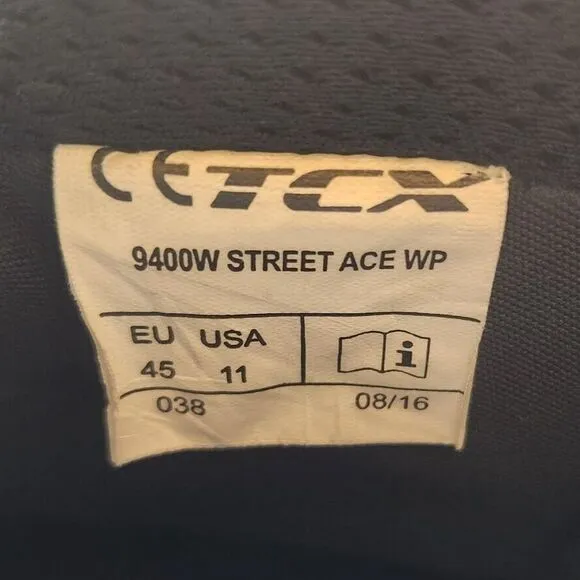 CE TCX
9400W STREET ACE WP
EU USA
45 11
i
038 08/16